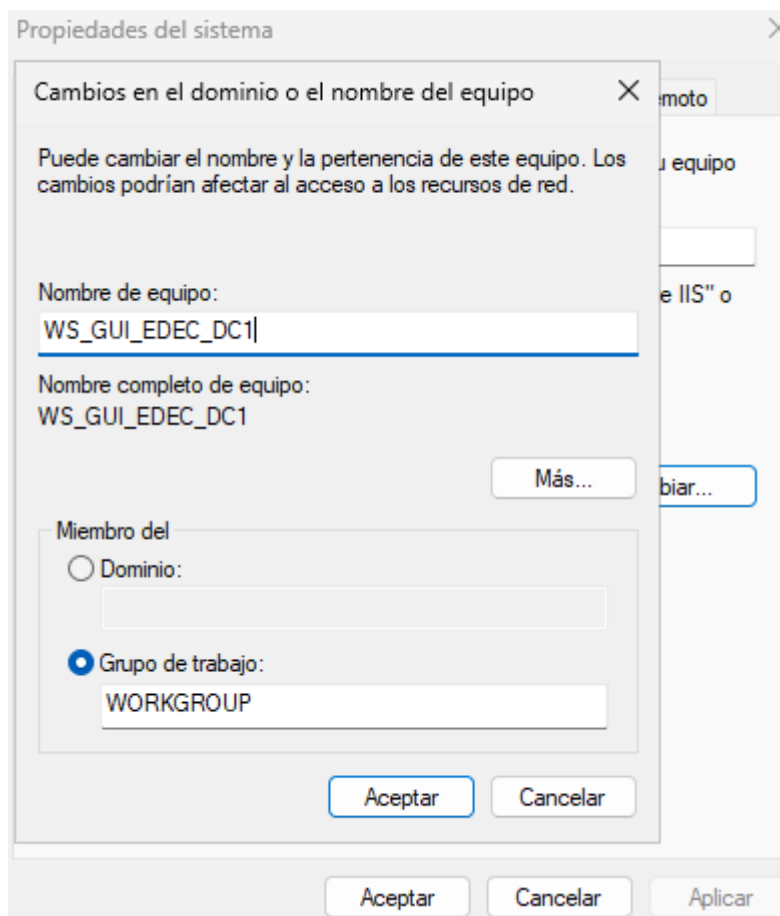 Propiedades del sistema
Cambios en el dominio o el nombre del equipo
emoto
Puede cambiar el nombre y la pertenencia de este equipo. Los
cambios podrían afectar al acceso a los recursos de red.
u equipo
Nombre de equipo:
e IIS" o
WS_GUI_EDEC_DC1
Nombre completo de equipo:
WS_GUI_EDEC_DC1
Más...
biar...
Miembro del
Dominio:
Grupo de trabajo:
WORKGROUP
Aceptar Cancelar
Aceptar Cancelar Aplicar